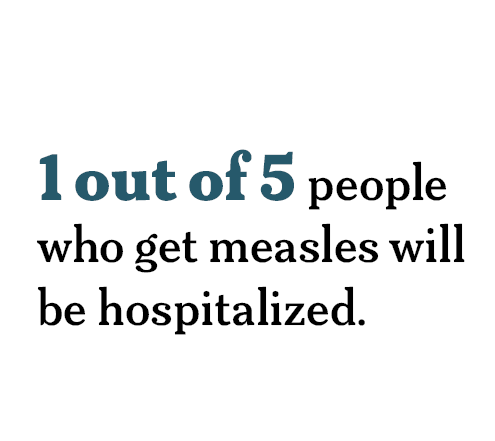 1 out of 5 people
who get measles will
be hospitalized.